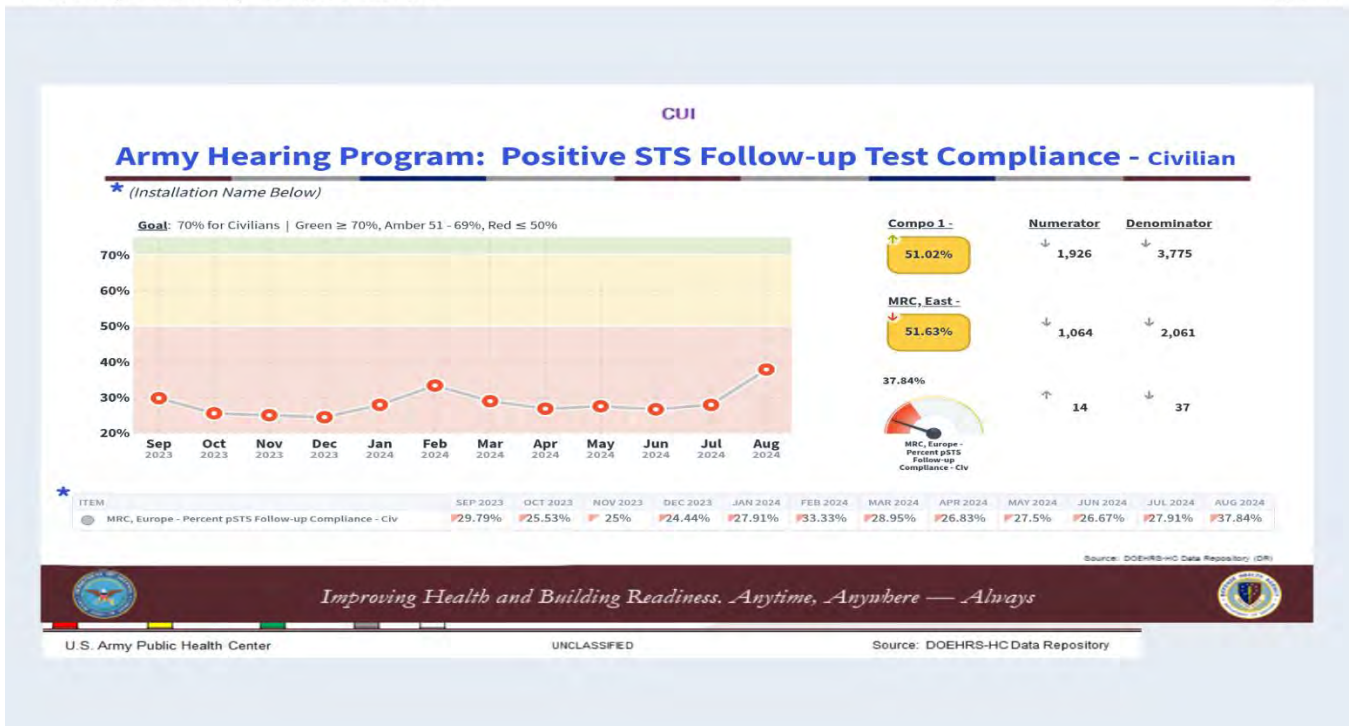 CUI
Army Hearing Program: Positive STS Follow-up Test Compliance - Civilian
* (Installation Name Below)
Goal: 70% for Civilians | Green ≥ 70%, Amber 51 - 69%, Red ≤ 50%
70%
60%
50%
40%
30%
20%
Sep Oct Nov Dec Jan Feb Mar Apr May Jun Jul Aug
2023 2023 2023 2023 2024 2024 2024 2024 2024 2024 2024 2024
Compo 1 - Numerator Denominator
↑ 51.02% ↓ 1,926 ↓ 3,775
MRC, East -
↓ 51.63% ↓ 1,064 ↓ 2,061
37.84%
↑ 14 ↓ 37
MRC, Europe -
Percent pSTS
Follow-up
Compliance - Civ
*
ITEM SEP 2023 OCT 2023 NOV 2023 DEC 2023 JAN 2024 FEB 2024 MAR 2024 APR 2024 MAY 2024 JUN 2024 JUL 2024 AUG 2024
MRC, Europe - Percent pSTS Follow-up Compliance - Civ 29.79% 25.53% 25% 24.44% 27.91% 33.33% 28.95% 26.83% 27.5% 26.67% 27.91% 37.84%
Source: DOEHRS-HC Data Repository (DR)
Improving Health and Building Readiness. Anytime, Anywhere — Always
U.S. Army Public Health Center UNCLASSIFIED Source: DOEHRS-HC Data Repository